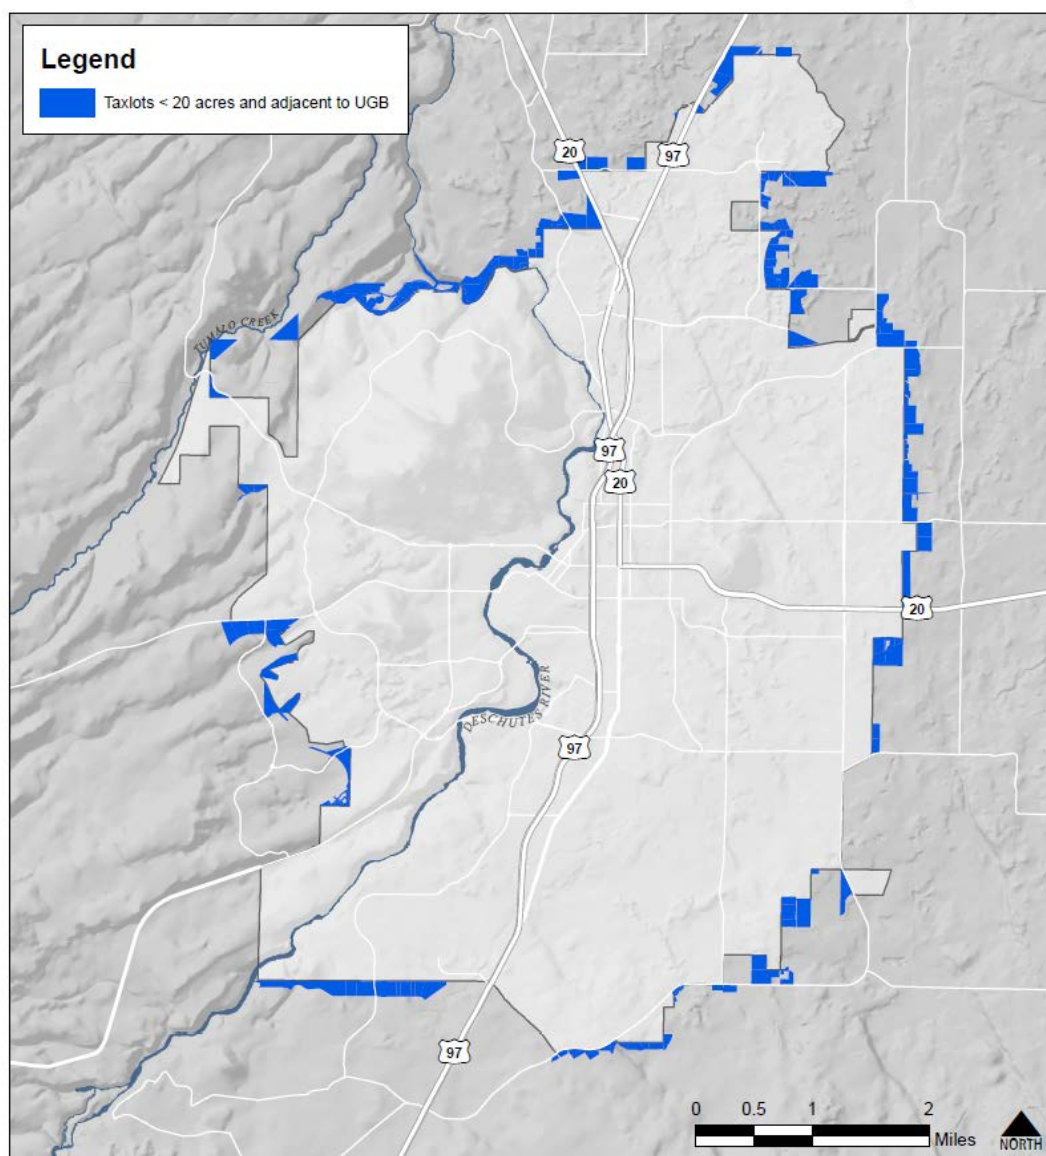 Legend
Taxlots < 20 acres and adjacent to UGB
20
97
TUMALO CREEK
97
20
20
DESCHUTES RIVER
97
97
0 0.5 1 2
Miles
NORTH